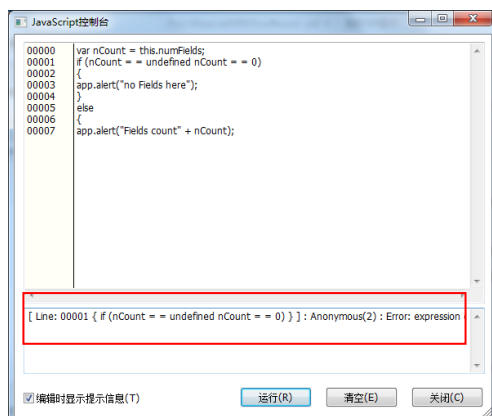 JavaScript控制台
00000 var nCount = this.numFields;
00001 if (nCount = = undefined nCount = = 0)
00002 {
00003 app.alert("no Fields here");
00004 }
00005 else
00006 {
00007 app.alert("Fields count" + nCount);
[ Line: 00001 { if (nCount = = undefined nCount = = 0) } ] : Anonymous(2) : Error: expression
编辑时显示提示信息(T)
运行(R)
清空(E)
关闭(C)